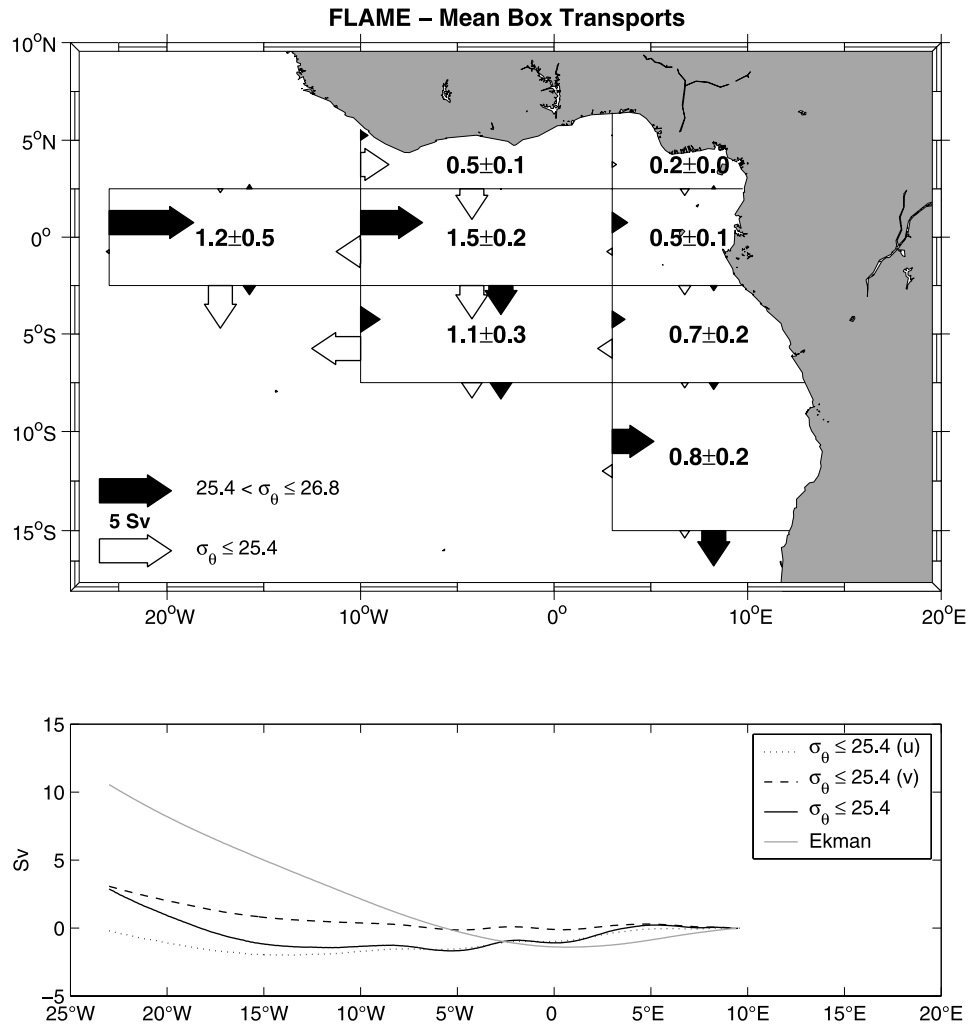 FLAME – Mean Box Transports
10°N
5°N
0°
5°S
10°S
15°S
0.5±0.1
0.2±0.0
1.2±0.5
1.5±0.2
0.5±0.1
1.1±0.3
0.7±0.2
0.8±0.2
25.4 < σθ ≤ 26.8
5 Sv
σθ ≤ 25.4
20°W 10°W 0° 10°E 20°E
15
10
5
0
−5
Sv
σθ ≤ 25.4 (u)
σθ ≤ 25.4 (v)
σθ ≤ 25.4
Ekman
25°W 20°W 15°W 10°W 5°W 0°E 5°E 10°E 15°E 20°E